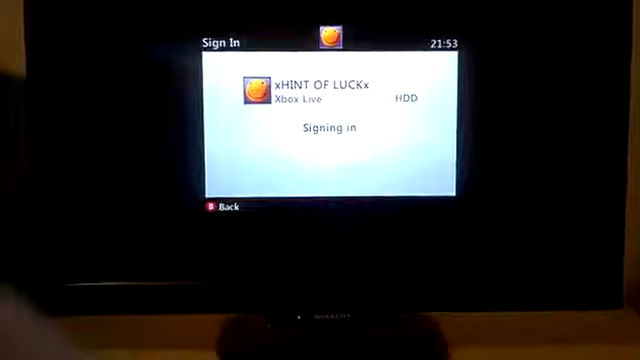 Sign In
21:53
xHINT OF LUCKx
Xbox Live
HDD
Signing in
B Back